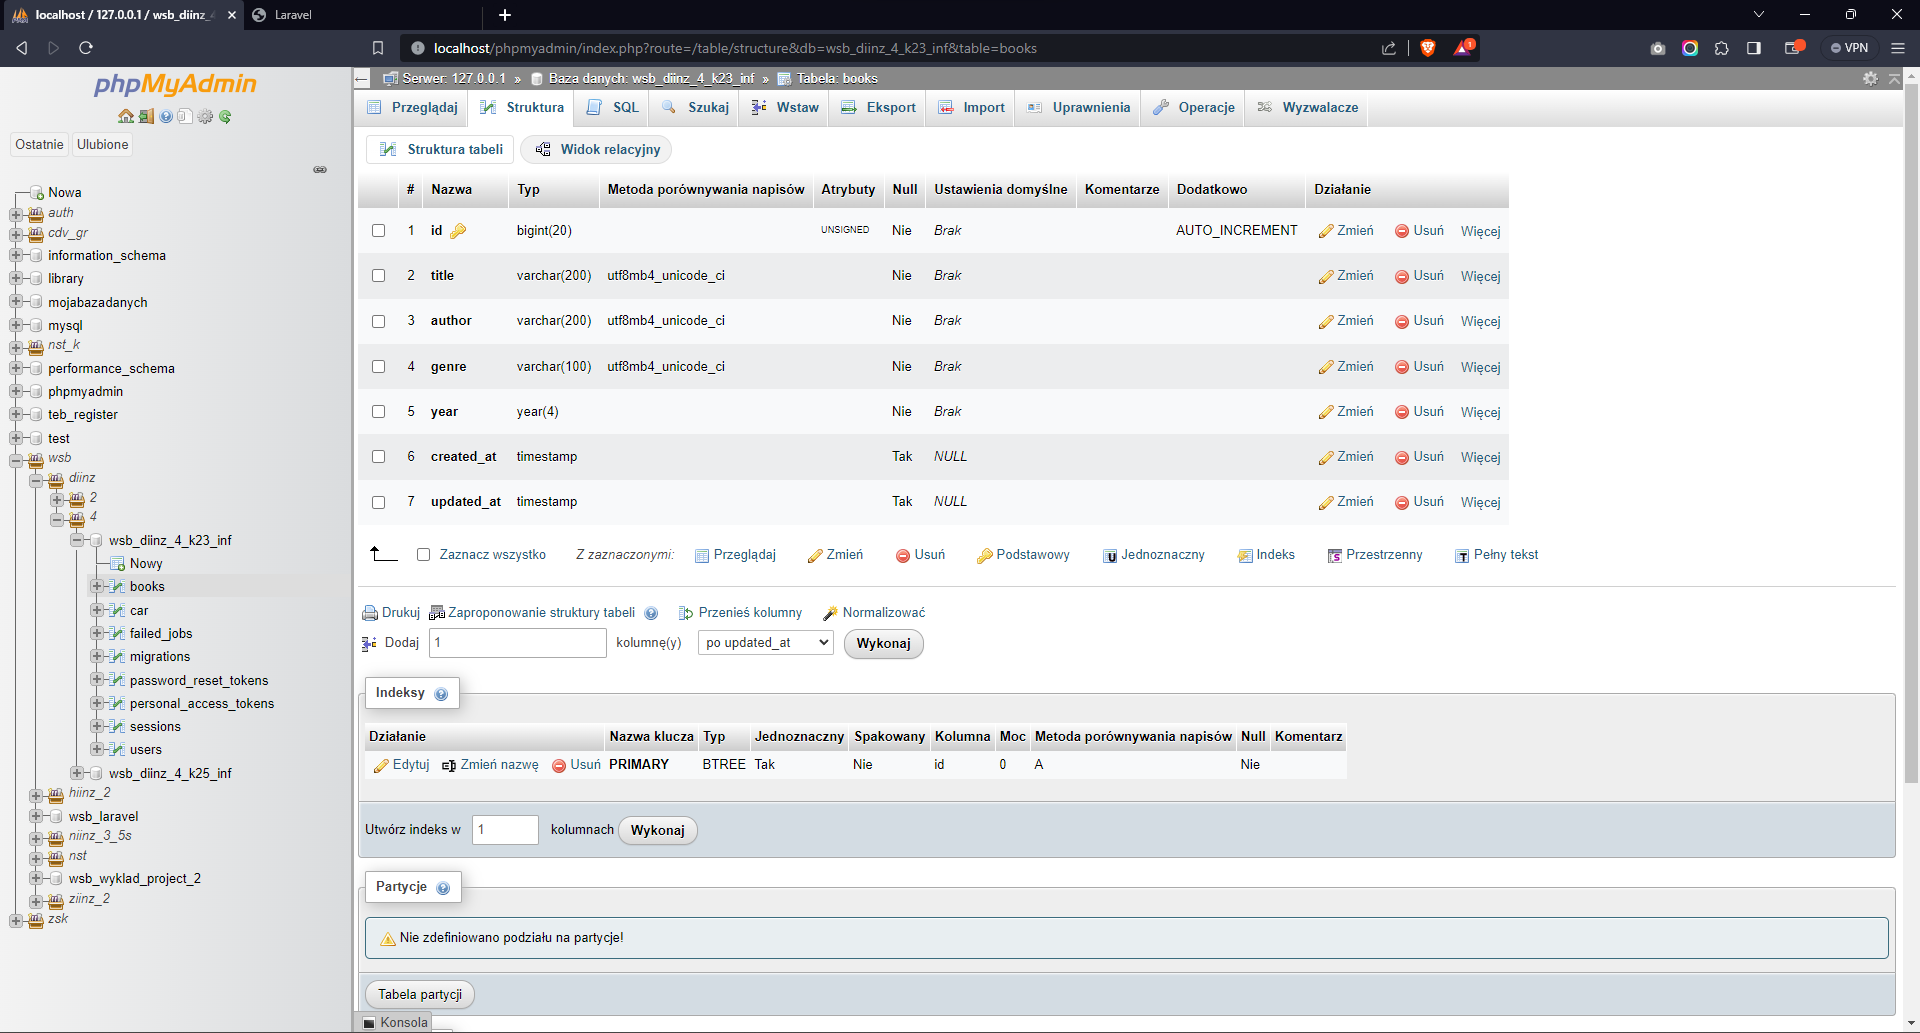 localhost / 127.0.0.1 / wsb_diinz_4
Laravel
localhost/phpmyadmin/index.php?route=/table/structure&db=wsb_diinz_4_k23_inf&table=books
1
VPN
phpMyAdmin
Ostatnie Ulubione
Nowa
auth
cdv_gr
information_schema
library
mojabazadanych
mysql
nst_k
performance_schema
phpmyadmin
teb_register
test
wsb
diinz
2
4
wsb_diinz_4_k23_inf
Nowy
books
car
failed_jobs
migrations
password_reset_tokens
personal_access_tokens
sessions
users
wsb_diinz_4_k25_inf
hiinz_2
wsb_laravel
niinz_3_5s
nst
wsb_wyklad_project_2
ziinz_2
zsk
Serwer: 127.0.0.1 » Baza danych: wsb_diinz_4_k23_inf » Tabela: books
Przeglądaj Struktura SQL Szukaj Wstaw Eksport Import Uprawnienia Operacje Wyzwalacze
Struktura tabeli Widok relacyjny
# Nazwa Typ Metoda porównywania napisów Atrybuty Null Ustawienia domyślne Komentarze Dodatkowo Działanie
1 id bigint(20) UNSIGNED Nie Brak AUTO_INCREMENT Zmień Usuń Więcej
2 title varchar(200) utf8mb4_unicode_ci Nie Brak Zmień Usuń Więcej
3 author varchar(200) utf8mb4_unicode_ci Nie Brak Zmień Usuń Więcej
4 genre varchar(100) utf8mb4_unicode_ci Nie Brak Zmień Usuń Więcej
5 year year(4) Nie Brak Zmień Usuń Więcej
6 created_at timestamp Tak NULL Zmień Usuń Więcej
7 updated_at timestamp Tak NULL Zmień Usuń Więcej
Zaznacz wszystko Z zaznaczonymi: Przeglądaj Zmień Usuń Podstawowy Jednoznaczny Indeks Przestrzenny Pełny tekst
Drukuj Zaproponowanie struktury tabeli Przenieś kolumny Normalizować
Dodaj 1 kolumnę(y) po updated_at Wykonaj
Indeksy
Działanie Nazwa klucza Typ Jednoznaczny Spakowany Kolumna Moc Metoda porównywania napisów Null Komentarz
Edytuj Zmień nazwę Usuń PRIMARY BTREE Tak Nie id 0 A Nie
Utwórz indeks w 1 kolumnach Wykonaj
Partycje
Nie zdefiniowano podziału na partycje!
Tabela partycji
Konsola